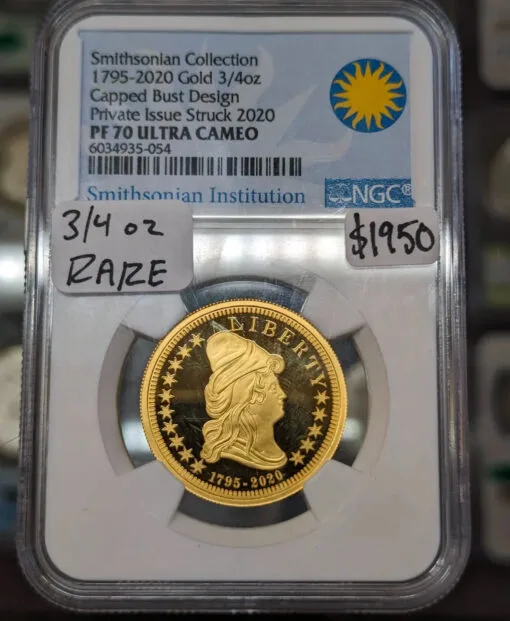 Smithsonian Collection
1795-2020 Gold 3/4oz
Capped Bust Design
Private Issue Struck 2020
PF 70 ULTRA CAMEO
6034935-054
Smithsonian Institution
NGC®
3/4 oz
RARE
$1950
LIBERTY
1795-2020